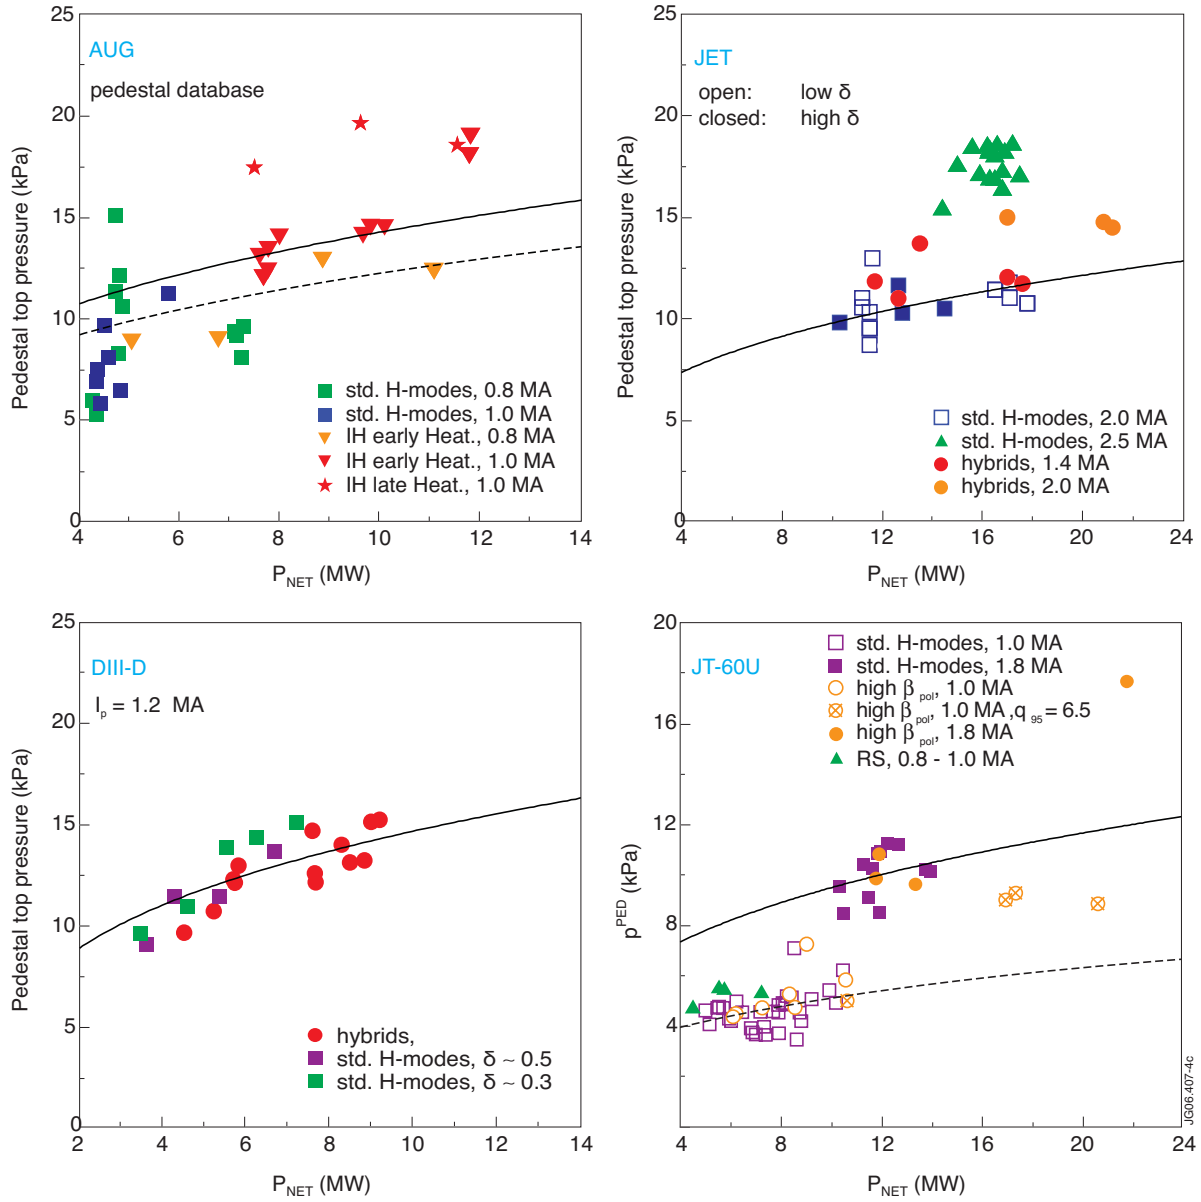 25
20
15
10
5
0
4
6
8
10
12
14
Pedestal top pressure (kPa)
P_NET (MW)
AUG
pedestal database
std. H-modes, 0.8 MA
std. H-modes, 1.0 MA
IH early Heat., 0.8 MA
IH early Heat., 1.0 MA
IH late Heat., 1.0 MA
25
20
15
10
5
0
4
8
12
16
20
24
Pedestal top pressure (kPa)
P_NET (MW)
JET
open: low δ
closed: high δ
std. H-modes, 2.0 MA
std. H-modes, 2.5 MA
hybrids, 1.4 MA
hybrids, 2.0 MA
25
20
15
10
5
0
2
4
6
8
10
12
14
Pedestal top pressure (kPa)
P_NET (MW)
DIII-D
I_p = 1.2 MA
hybrids,
std. H-modes, δ ~ 0.5
std. H-modes, δ ~ 0.3
20
16
12
8
4
4
8
12
16
20
24
p^PED (kPa)
P_NET (MW)
JT-60U
std. H-modes, 1.0 MA
std. H-modes, 1.8 MA
high β_pol, 1.0 MA
high β_pol, 1.0 MA ,q_95 = 6.5
high β_pol, 1.8 MA
RS, 0.8 - 1.0 MA
JG06.407-4c